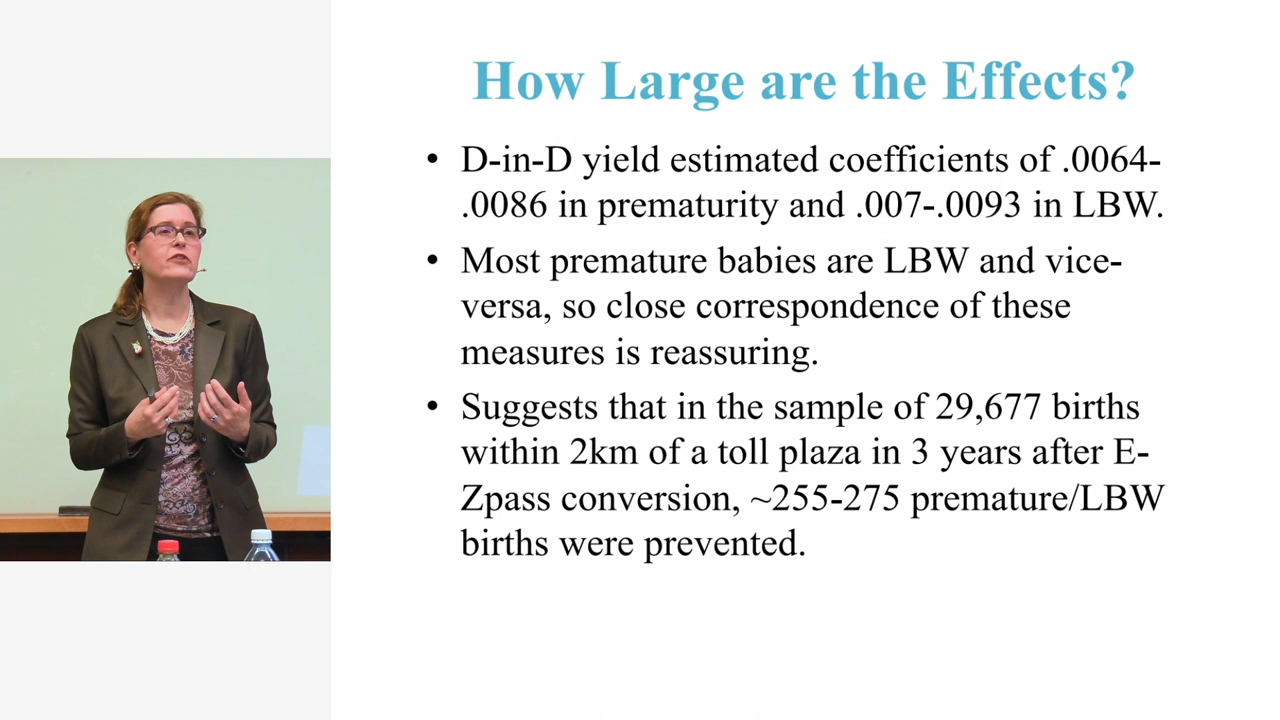 How Large are the Effects?
• D-in-D yield estimated coefficients of .0064-
.0086 in prematurity and .007-.0093 in LBW.
• Most premature babies are LBW and vice-
versa, so close correspondence of these
measures is reassuring.
• Suggests that in the sample of 29,677 births
within 2km of a toll plaza in 3 years after E-
Zpass conversion, ~255-275 premature/LBW
births were prevented.